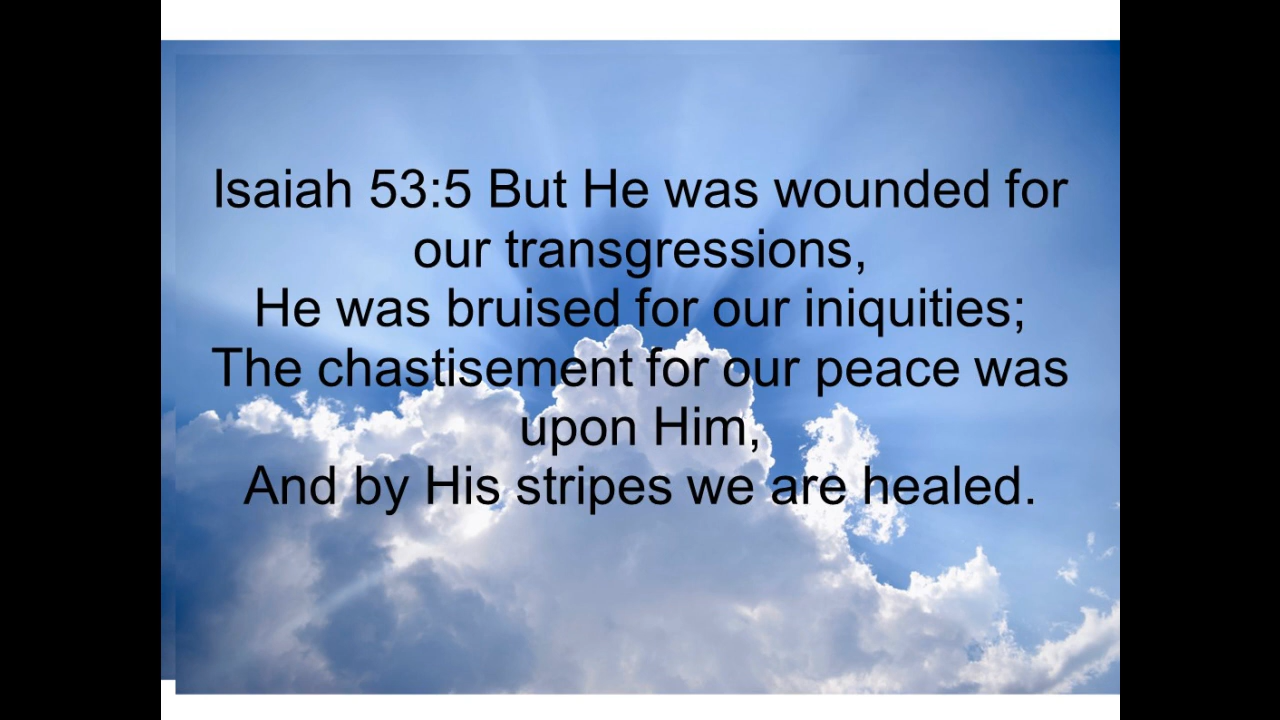 Isaiah 53:5 But He was wounded for
our transgressions,
He was bruised for our iniquities;
The chastisement for our peace was
upon Him,
And by His stripes we are healed.